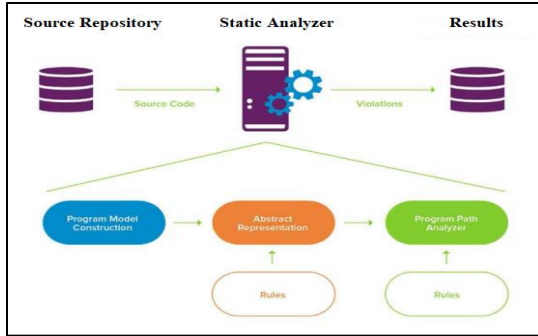 Source Repository
Static Analyzer
Results
Source Code
Violations
Program Model
Construction
Abstract
Representation
Program Path
Analyzer
Rules
Rules